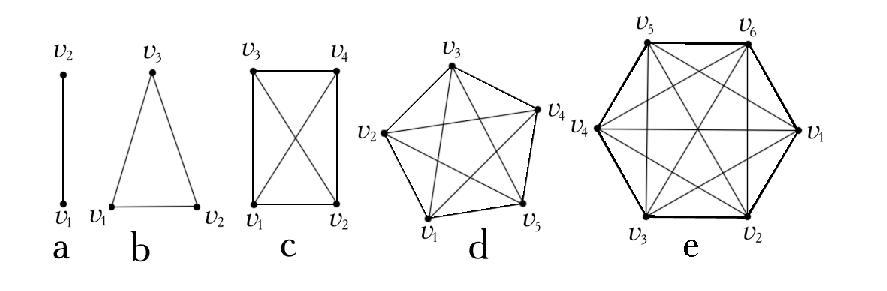 v₂
v₁
a
v₃
v₁ v₂
b
v₃ v₄
v₁ v₂
c
v₃
v₄
v₂
v₁ v₅
d
v₅ v₆
v₄ v₁
v₃ v₂
e